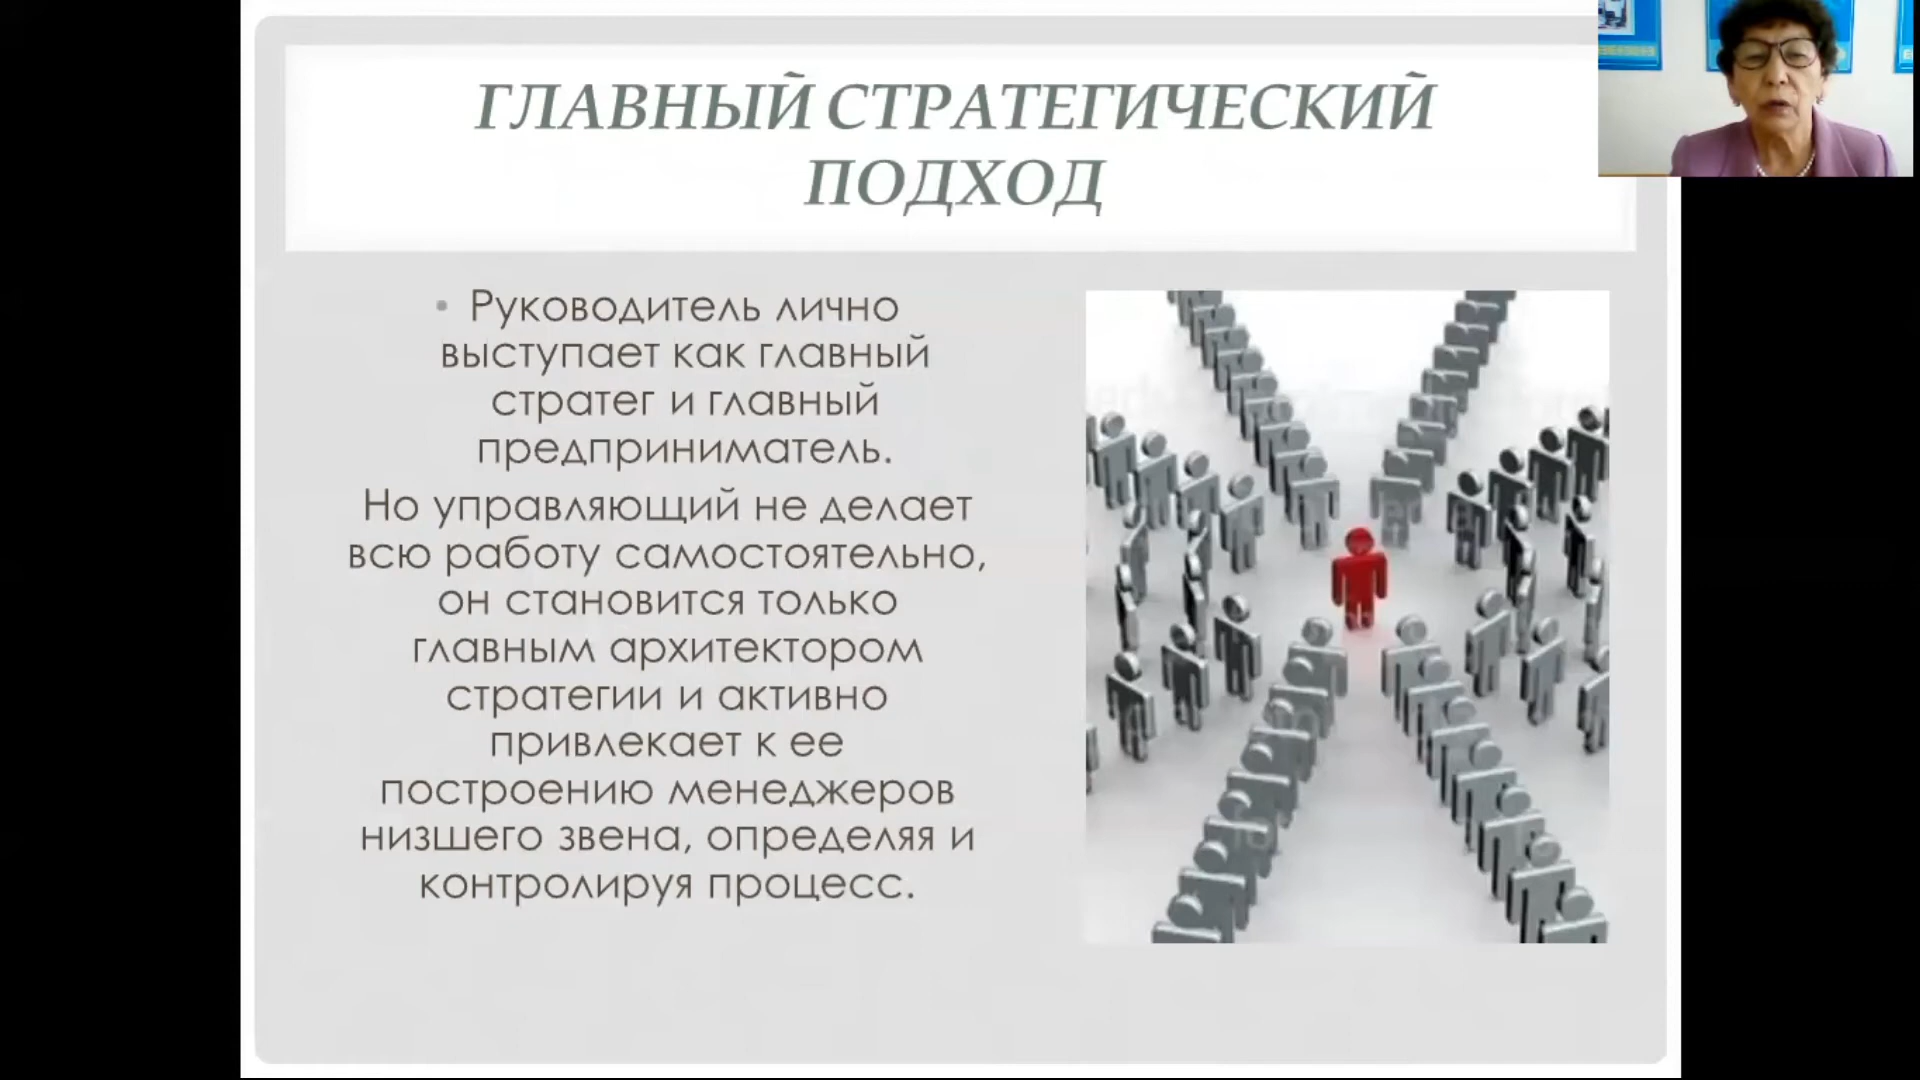 ГЛАВНЫЙ СТРАТЕГИЧЕСКИЙ
ПОДХОД
• Руководитель лично
выступает как главный
стратег и главный
предприниматель.
Но управляющий не делает
всю работу самостоятельно,
он становится только
главным архитектором
стратегии и активно
привлекает к ее
построению менеджеров
низшего звена, определяя и
контролируя процесс.